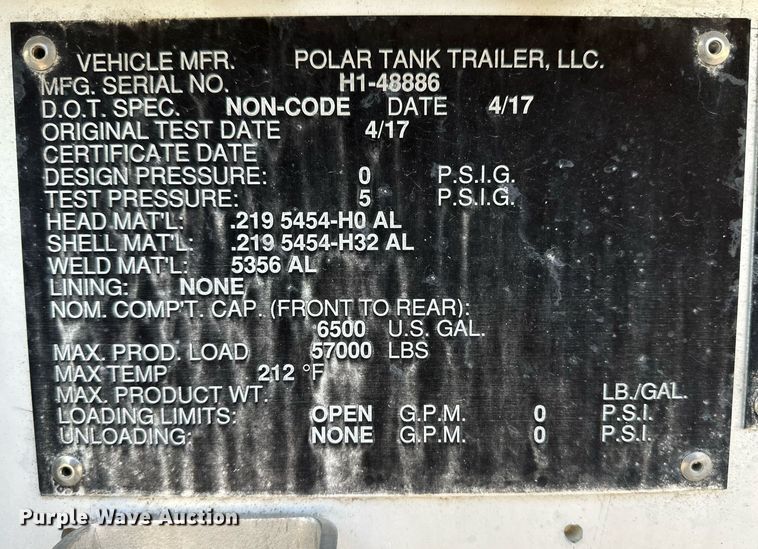 VEHICLE MFR. POLAR TANK TRAILER, LLC.
MFG. SERIAL NO. H1-48886
D.O.T. SPEC. NON-CODE DATE 4/17
ORIGINAL TEST DATE 4/17
CERTIFICATE DATE
DESIGN PRESSURE: 0 P.S.I.G.
TEST PRESSURE: 5 P.S.I.G.
HEAD MAT'L: .219 5454-H0 AL
SHELL MAT'L: .219 5454-H32 AL
WELD MAT'L: 5356 AL
LINING: NONE
NOM. COMP'T. CAP. (FRONT TO REAR):
6500 U.S. GAL.
MAX. PROD. LOAD 57000 LBS
MAX TEMP 212 °F
MAX. PRODUCT WT. LB./GAL.
LOADING LIMITS: OPEN G.P.M. 0 P.S.I.
UNLOADING: NONE G.P.M. 0 P.S.I.
Purple Wave Auction